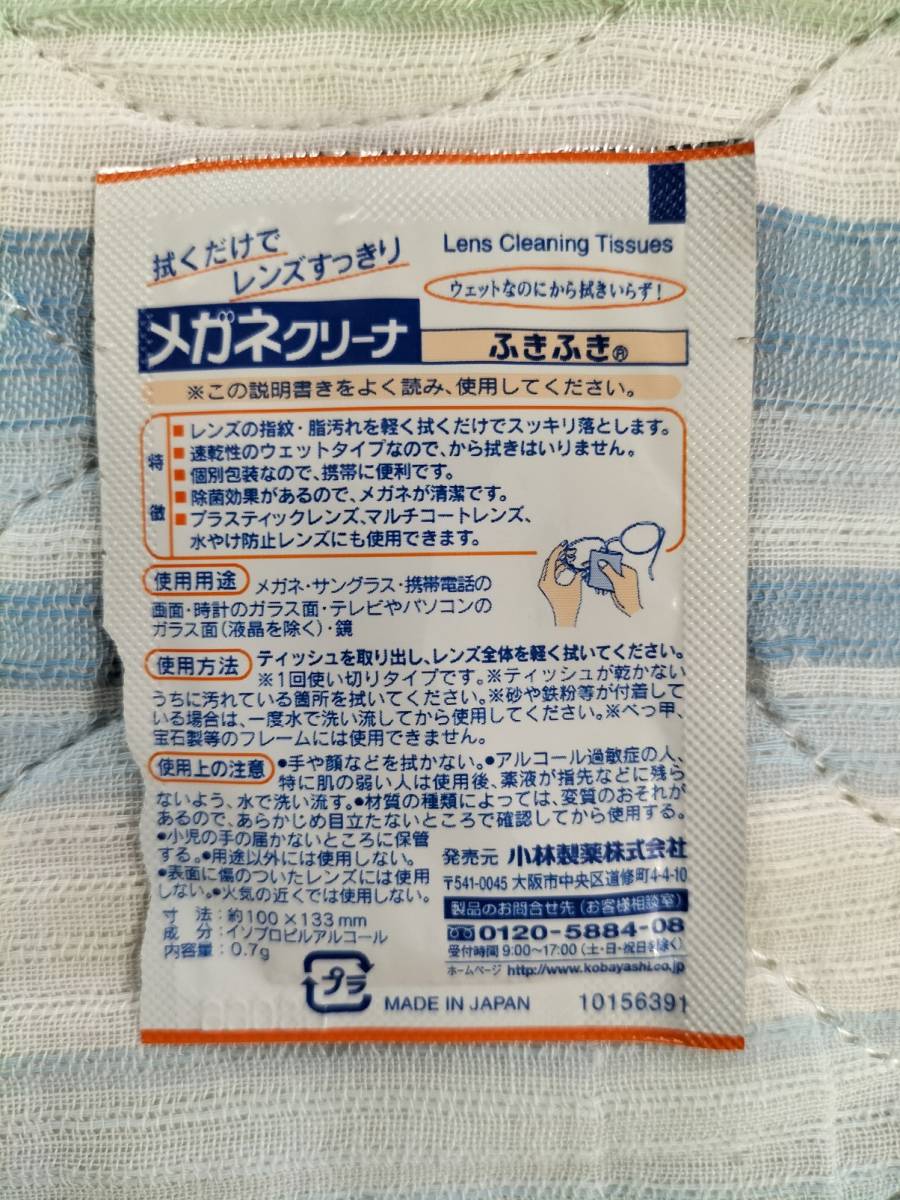 拭くだけで
レンズすっきり
Lens Cleaning Tissues
ウェットなのにから拭きいらず!
メガネクリーナ
ふきふき®
※この説明書きをよく読み、使用してください。
特徴
■レンズの指紋・脂汚れを軽く拭くだけでスッキリ落とします。
■速乾性のウェットタイプなので、から拭きはいりません。
■個別包装なので、携帯に便利です。
■除菌効果があるので、メガネが清潔です。
■プラスティックレンズ、マルチコートレンズ、
水やけ防止レンズにも使用できます。
使用用途 メガネ・サングラス・携帯電話の
画面・時計のガラス面・テレビやパソコンの
ガラス面(液晶を除く)・鏡
使用方法 ティッシュを取り出し、レンズ全体を軽く拭いてください。
※1回使い切りタイプです。※ティッシュが乾かない
うちに汚れている箇所を拭いてください。※砂や鉄粉等が付着して
いる場合は、一度水で洗い流してから使用してください。※べっ甲、
宝石製等のフレームには使用できません。
使用上の注意 ●手や顔などを拭かない。●アルコール過敏症の人、
特に肌の弱い人は使用後、薬液が指先などに残ら
ないよう、水で洗い流す。●材質の種類によっては、変質のおそれが
あるので、あらかじめ目立たないところで確認してから使用する。
●小児の手の届かないところに保管
する。●用途以外には使用しない。
●表面に傷のついたレンズには使用
しない。●火気の近くでは使用しない。
寸 法:約100×133mm
成 分:イソプロピルアルコール
内容量:0.7g
発売元 小林製薬株式会社
〒541-0045 大阪市中央区道修町4-4-10
製品のお問合せ先(お客様相談室)
0120-5884-08
受付時間 9:00~17:00(土・日・祝日を除く)
ホームページ http://www.kobayashi.co.jp
プラ
MADE IN JAPAN
10156391